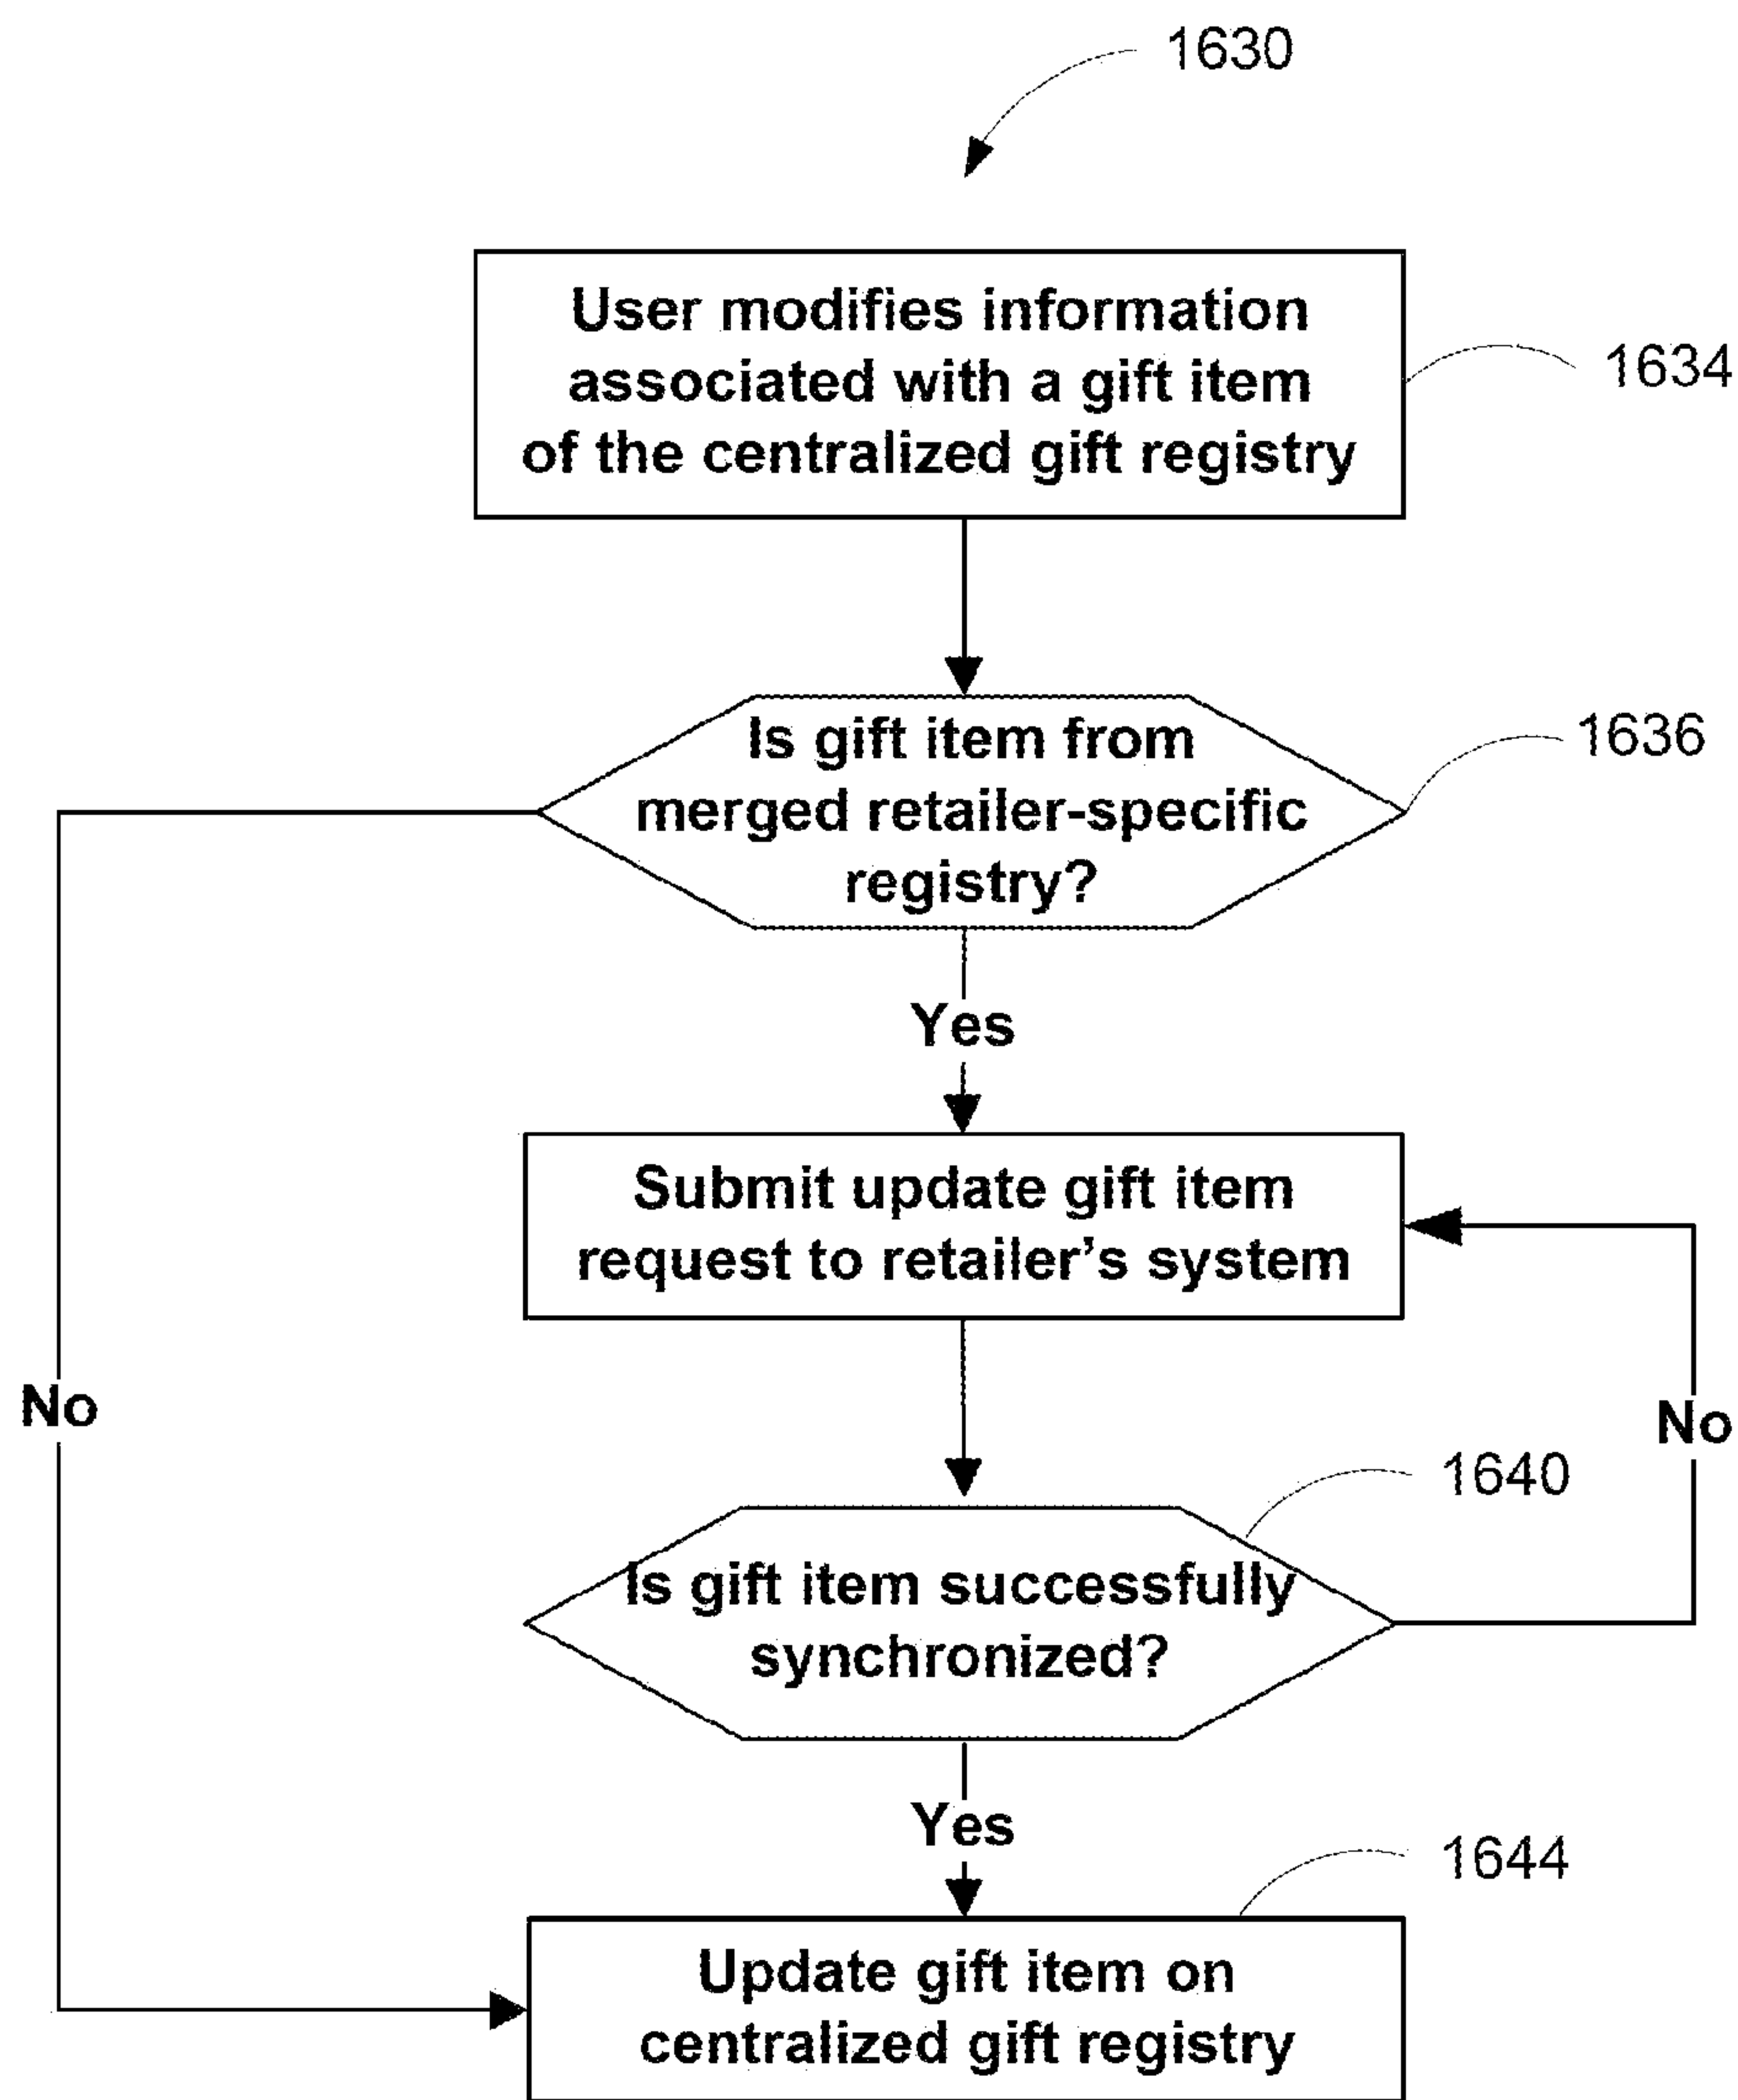 1630
User modifies information
associated with a gift item
of the centralized gift registry
1634
Is gift item from
merged retailer-specific
registry?
1636
Yes
Submit update gift item
request to retailer's system
No
No
1640
Is gift item successfully
synchronized?
Yes
1644
Update gift item on
centralized gift registry